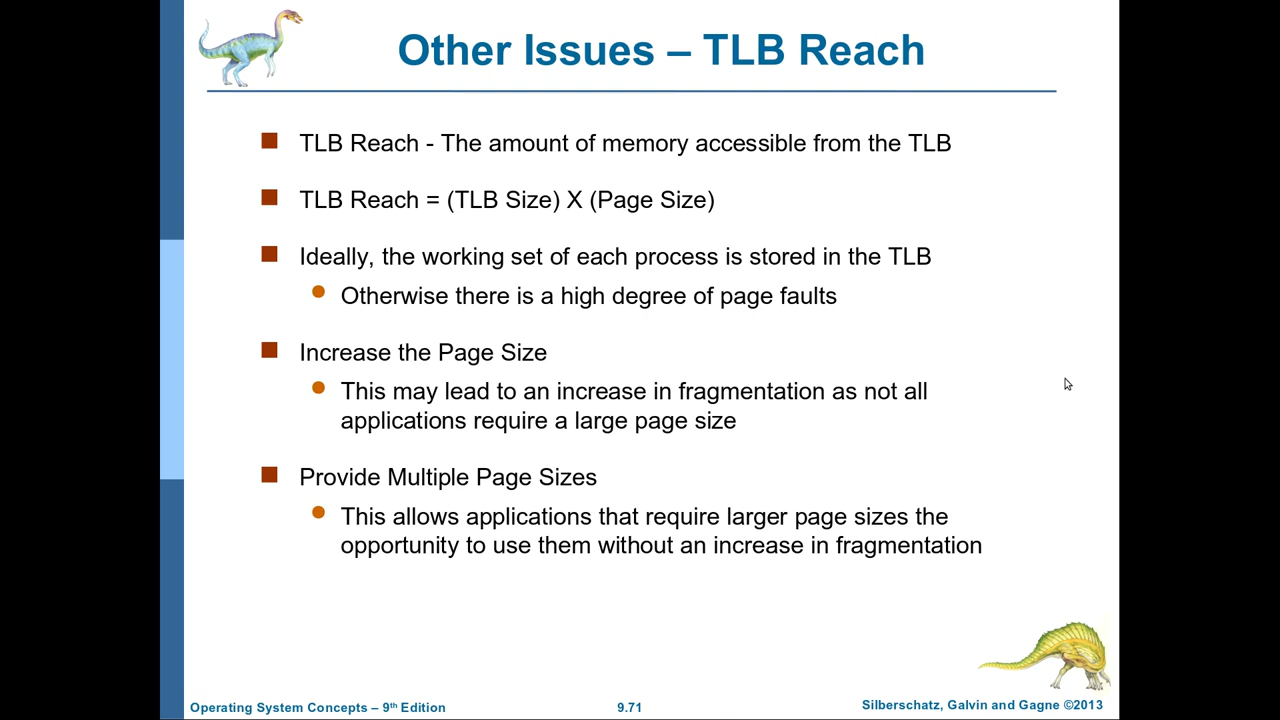 Other Issues – TLB Reach
TLB Reach - The amount of memory accessible from the TLB
TLB Reach = (TLB Size) X (Page Size)
Ideally, the working set of each process is stored in the TLB
Otherwise there is a high degree of page faults
Increase the Page Size
This may lead to an increase in fragmentation as not all
applications require a large page size
Provide Multiple Page Sizes
This allows applications that require larger page sizes the
opportunity to use them without an increase in fragmentation
Operating System Concepts – 9th Edition
9.71
Silberschatz, Galvin and Gagne ©2013